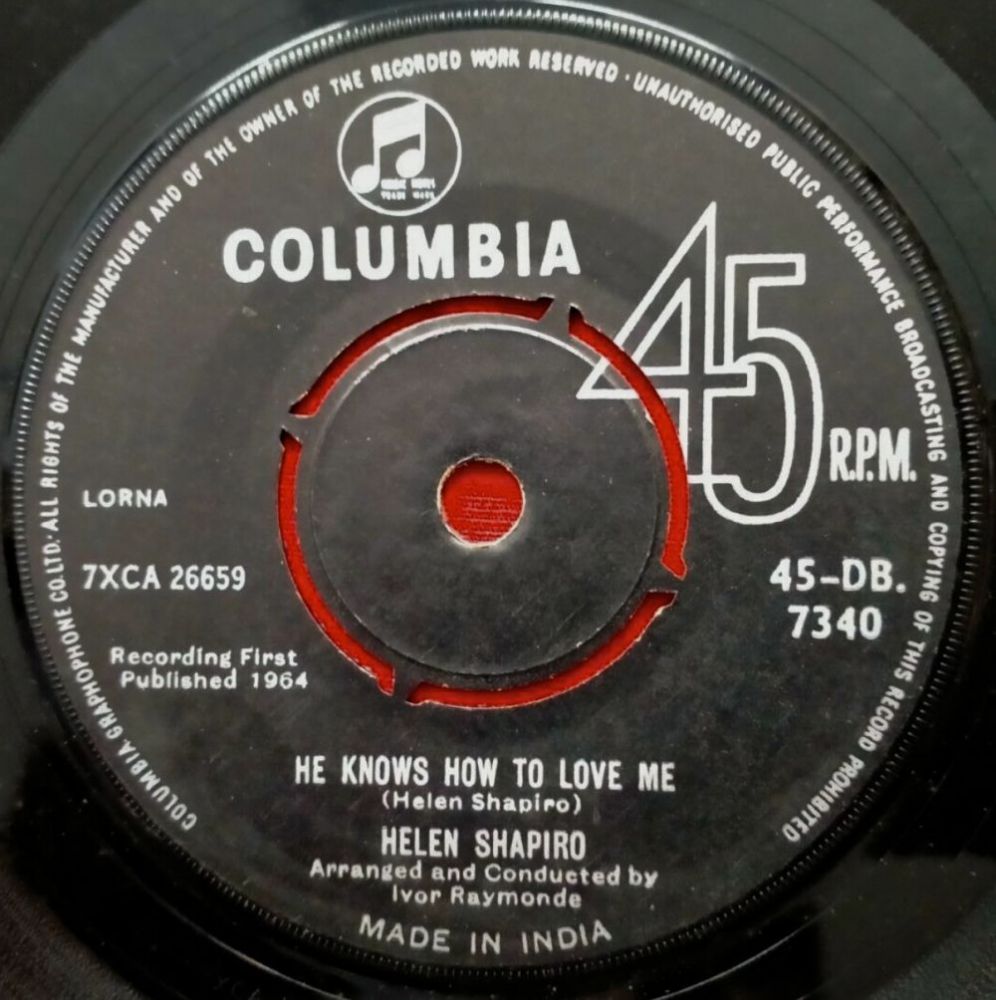 COLUMBIA GRAPHOPHONE CO. LTD. · ALL RIGHTS OF THE MANUFACTURER AND OF THE OWNER OF THE RECORDED WORK RESERVED · UNAUTHORISED PUBLIC PERFORMANCE BROADCASTING AND COPYING OF THIS RECORD PROHIBITED
COLUMBIA
45
R.P.M.
LORNA
7XCA 26659
45-DB.
7340
Recording First
Published 1964
HE KNOWS HOW TO LOVE ME
(Helen Shapiro)
HELEN SHAPIRO
Arranged and Conducted by
Ivor Raymonde
MADE IN INDIA